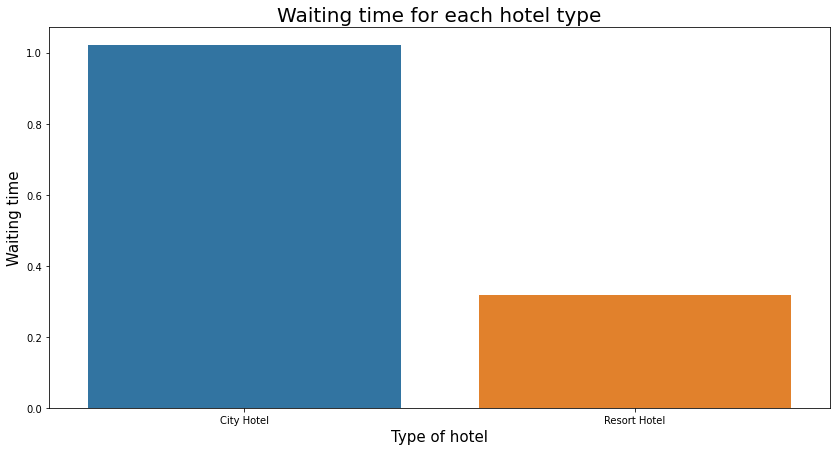 Waiting time for each hotel type
Waiting time
1.0
0.8
0.6
0.4
0.2
0.0
City Hotel
Resort Hotel
Type of hotel